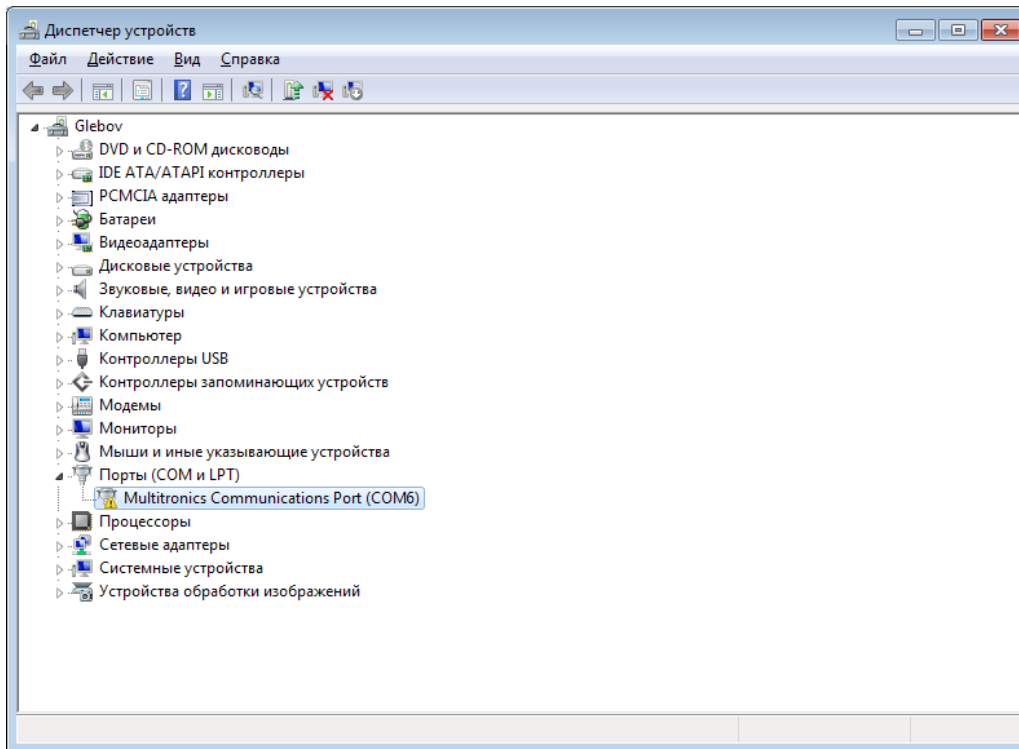 Диспетчер устройств
Файл Действие Вид Справка
Glebov
DVD и CD-ROM дисководы
IDE ATA/ATAPI контроллеры
PCMCIA адаптеры
Батареи
Видеоадаптеры
Дисковые устройства
Звуковые, видео и игровые устройства
Клавиатуры
Компьютер
Контроллеры USB
Контроллеры запоминающих устройств
Модемы
Мониторы
Мыши и иные указывающие устройства
Порты (COM и LPT)
Multitronics Communications Port (COM6)
Процессоры
Сетевые адаптеры
Системные устройства
Устройства обработки изображений